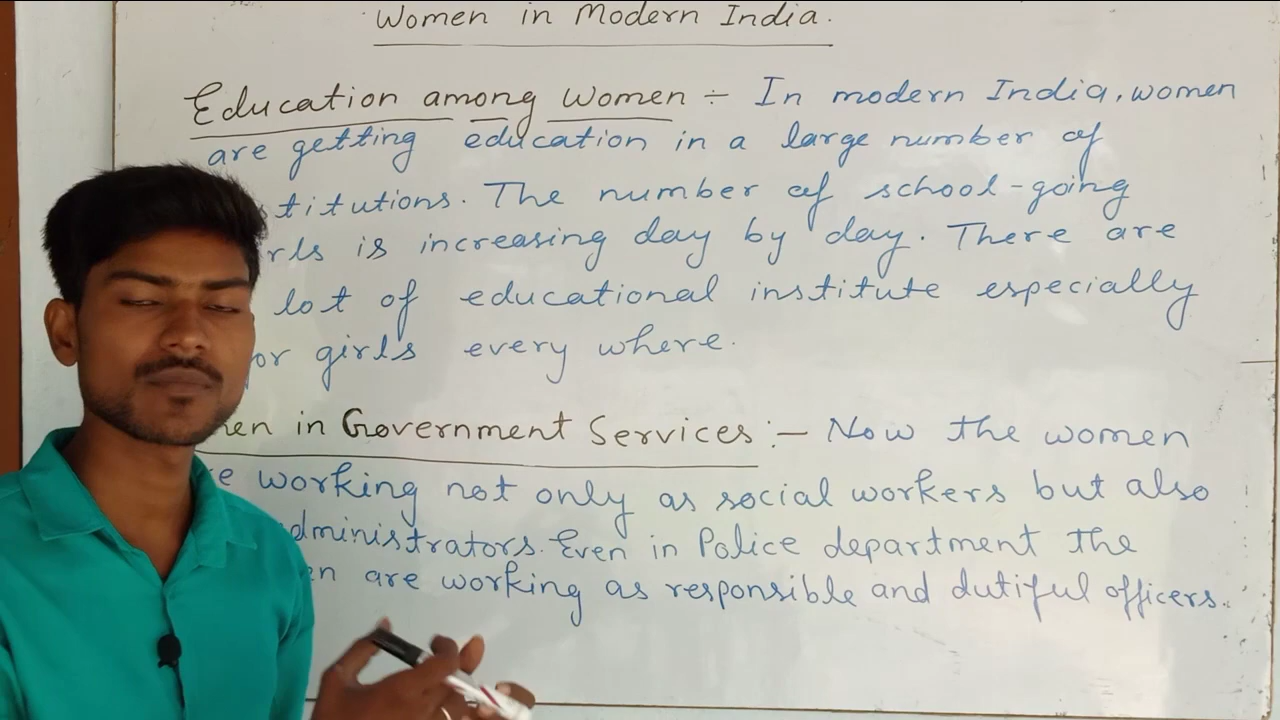 Women in Modern India.
Education among Women :- In modern India, women
are getting education in a large number of
titutions. The number of school-going
rls is increasing day by day. There are
lot of educational institute especially
or girls every where.
en in Government Services :- Now the women
e working not only as social workers but also
dministrators. Even in Police department the
en are working as responsible and dutiful officers.